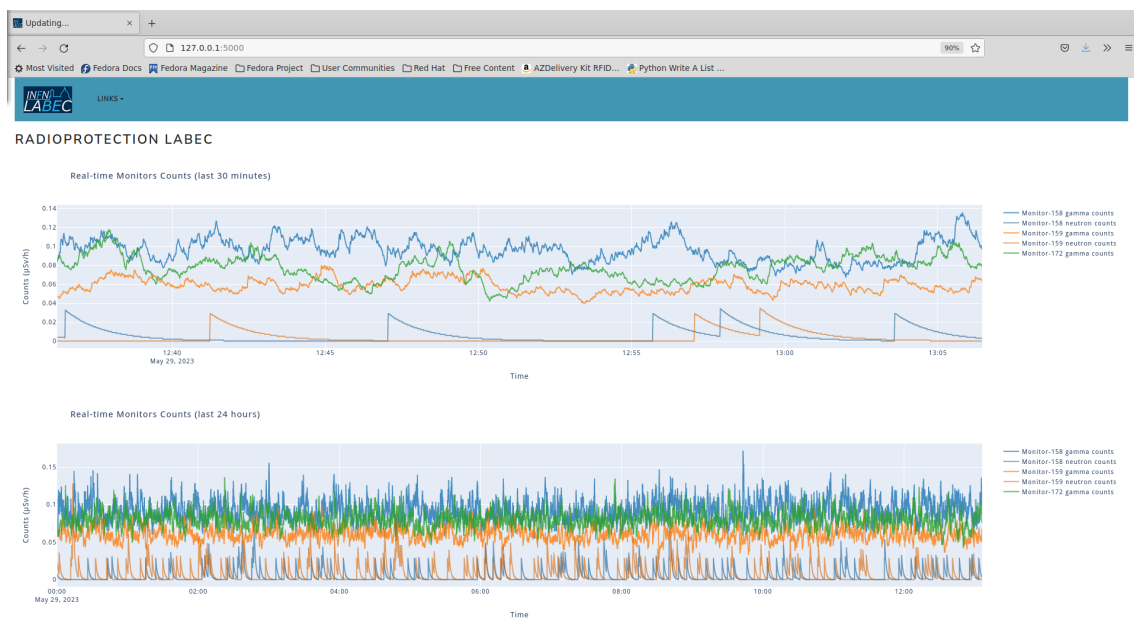 Updating...
127.0.0.1:5000
90%
Most Visited Fedora Docs Fedora Magazine Fedora Project User Communities Red Hat Free Content AZDelivery Kit RFID... Python Write A List ...
INFN
LABEC
LINKS
RADIOPROTECTION LABEC
Real-time Monitors Counts (last 30 minutes)
Counts (µSv/h)
0.14
0.12
0.1
0.08
0.06
0.04
0.02
0
12:40 12:45 12:50 12:55 13:00 13:05
May 29, 2023
Time
Monitor-158 gamma counts
Monitor-158 neutron counts
Monitor-159 gamma counts
Monitor-159 neutron counts
Monitor-172 gamma counts
Real-time Monitors Counts (last 24 hours)
Counts (µSv/h)
0.15
0.1
0.05
0
00:00 02:00 04:00 06:00 08:00 10:00 12:00
May 29, 2023
Time
Monitor-158 gamma counts
Monitor-158 neutron counts
Monitor-159 gamma counts
Monitor-159 neutron counts
Monitor-172 gamma counts